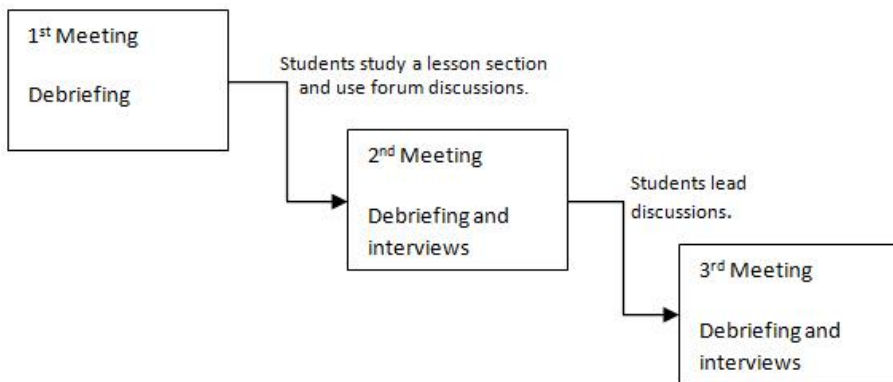 1st Meeting
Debriefing
Students study a lesson section
and use forum discussions.
2nd Meeting
Debriefing and
interviews
Students lead
discussions.
3rd Meeting
Debriefing and
interviews